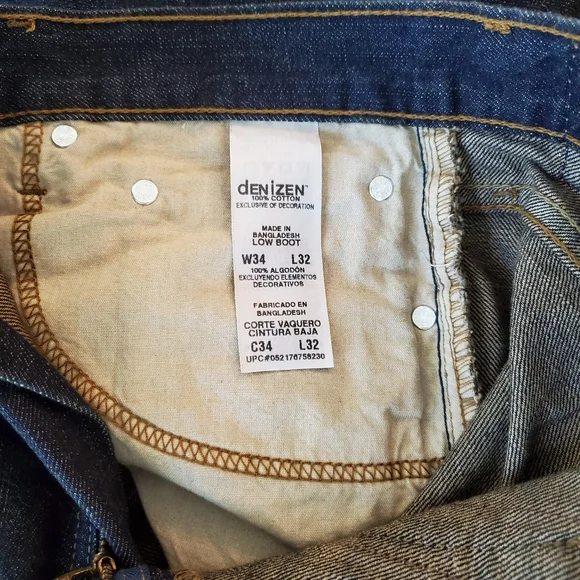 dENiZEN™
100% COTTON
EXCLUSIVE OF DECORATION
MADE IN
BANGLADESH
LOW BOOT
W34 L32
100% ALGODÓN
EXCLUYENDO ELEMENTOS
DECORATIVOS
FABRICADO EN
BANGLADESH
CORTE VAQUERO
CINTURA BAJA
C34 L32
UPC#052176758230